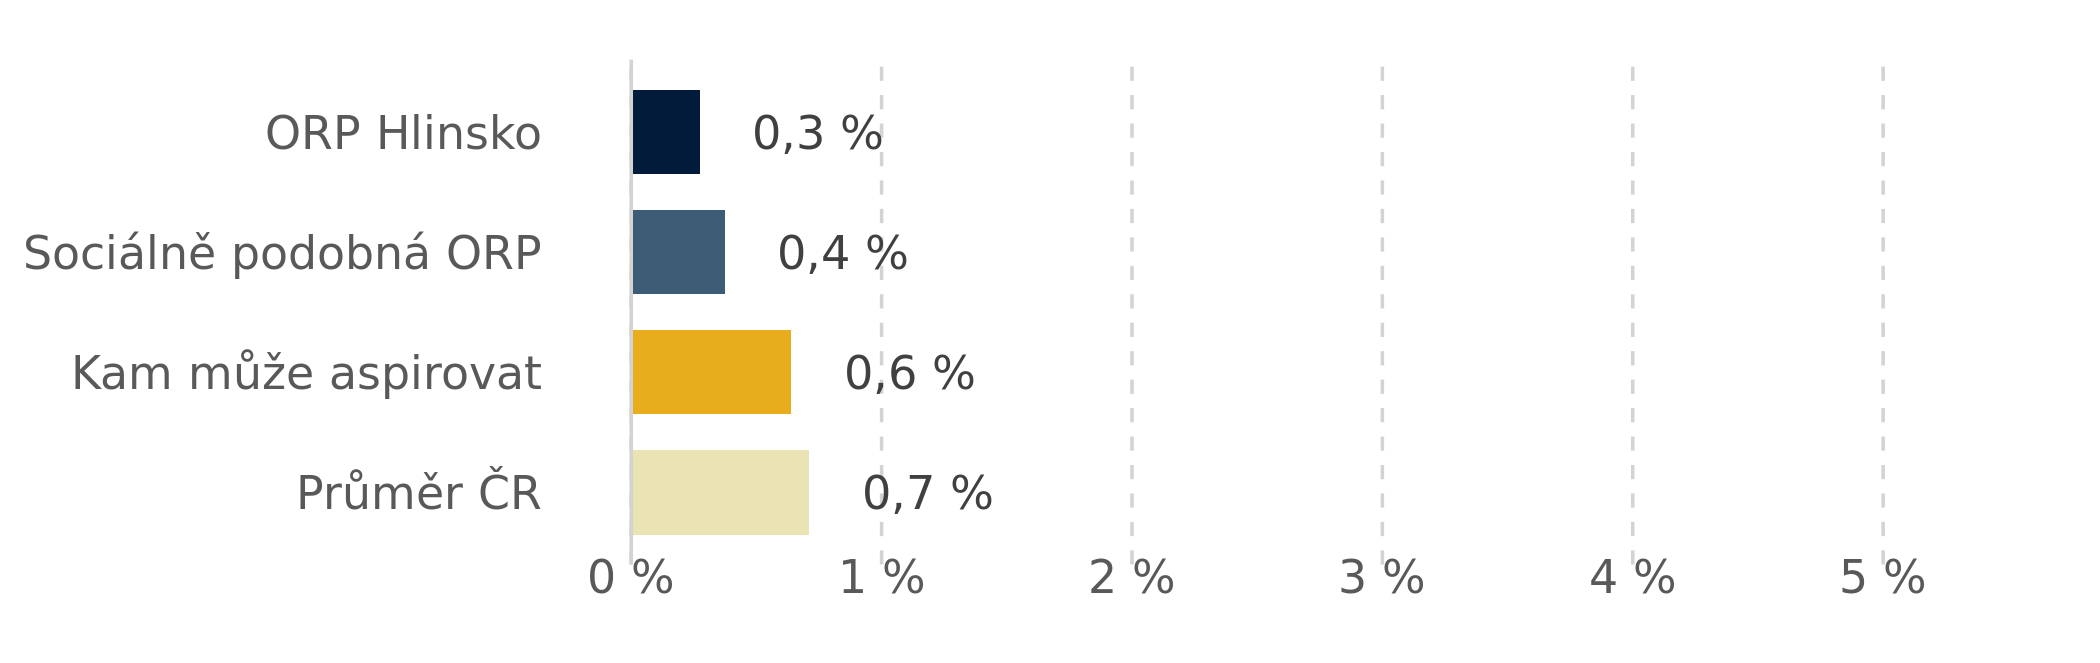 ORP Hlinsko 0,3 %
Sociálně podobná ORP 0,4 %
Kam může aspirovat 0,6 %
Průměr ČR 0,7 %
0 % 1 % 2 % 3 % 4 % 5 %